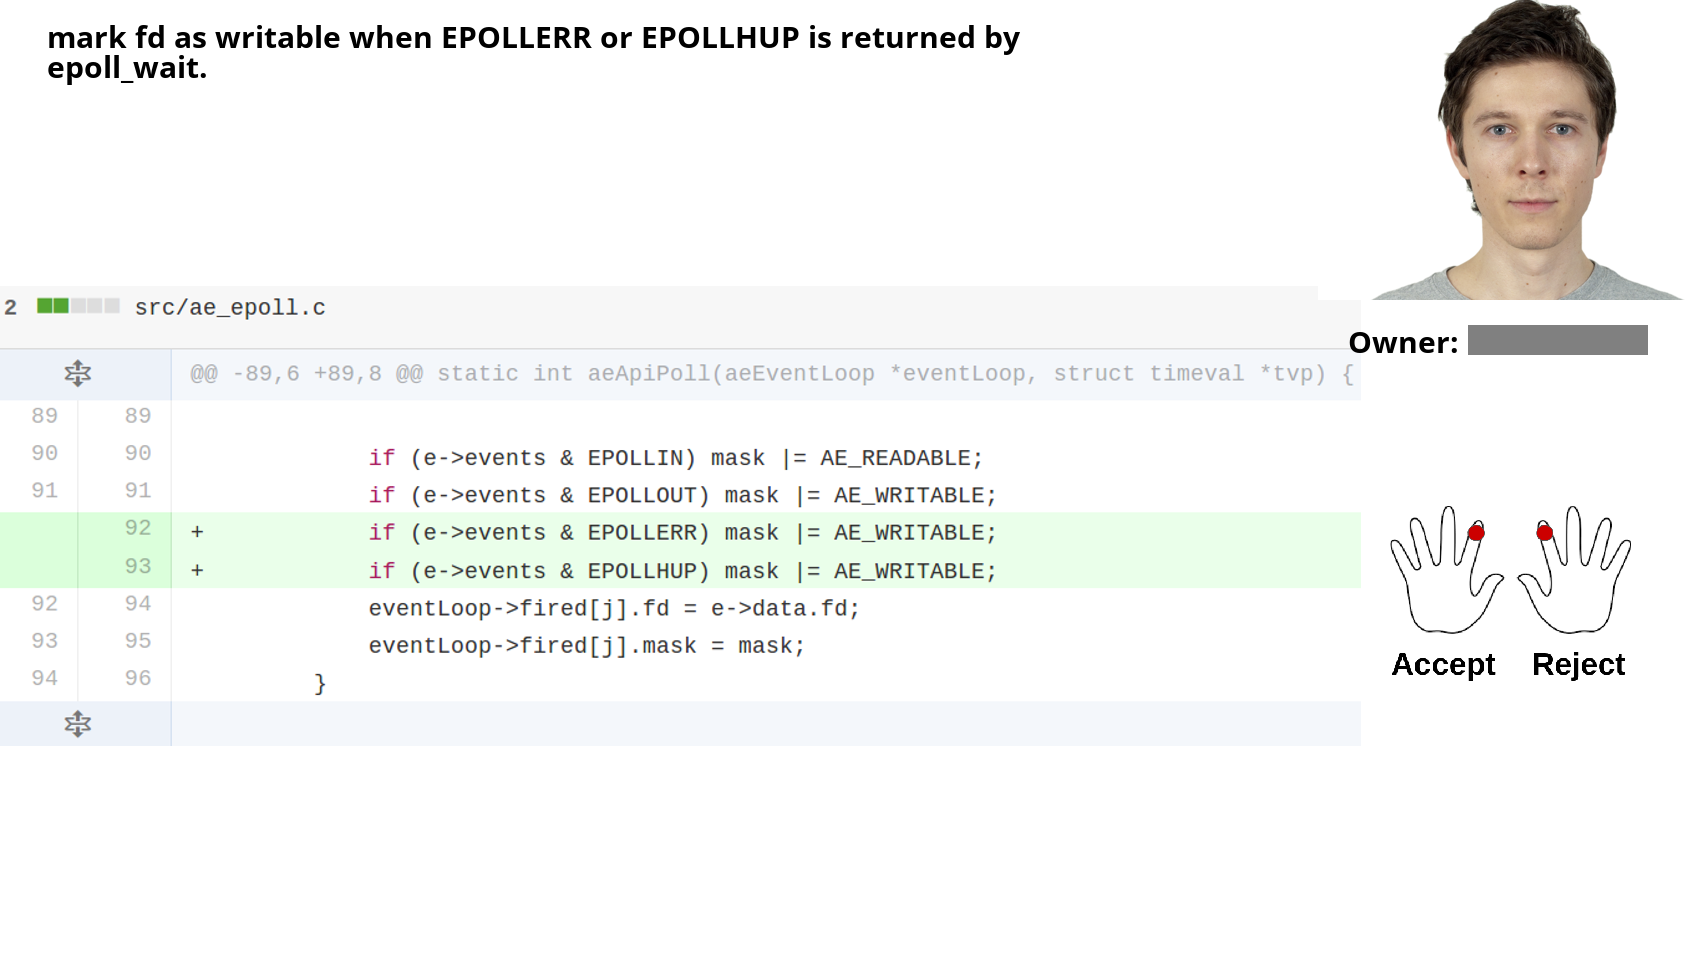 mark fd as writable when EPOLLERR or EPOLLHUP is returned by
epoll_wait.
2 src/ae_epoll.c
Owner:
@@ -89,6 +89,8 @@ static int aeApiPoll(aeEventLoop *eventLoop, struct timeval *tvp) {
89 89
90 90 if (e->events & EPOLLIN) mask |= AE_READABLE;
91 91 if (e->events & EPOLLOUT) mask |= AE_WRITABLE;
92 + if (e->events & EPOLLERR) mask |= AE_WRITABLE;
93 + if (e->events & EPOLLHUP) mask |= AE_WRITABLE;
92 94 eventLoop->fired[j].fd = e->data.fd;
93 95 eventLoop->fired[j].mask = mask;
94 96 }
Accept Reject